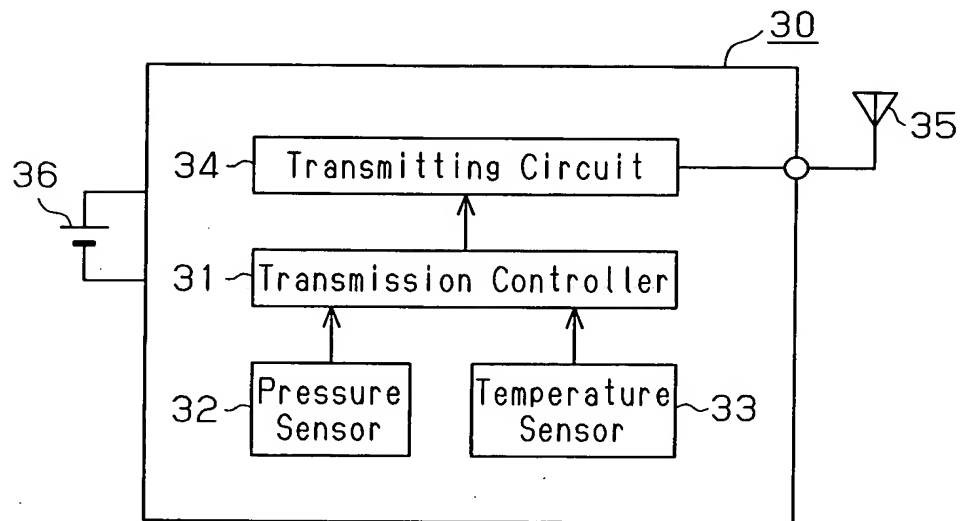 30
35
34
Transmitting Circuit
36
31
Transmission Controller
32
Pressure
Sensor
Temperature
Sensor
33